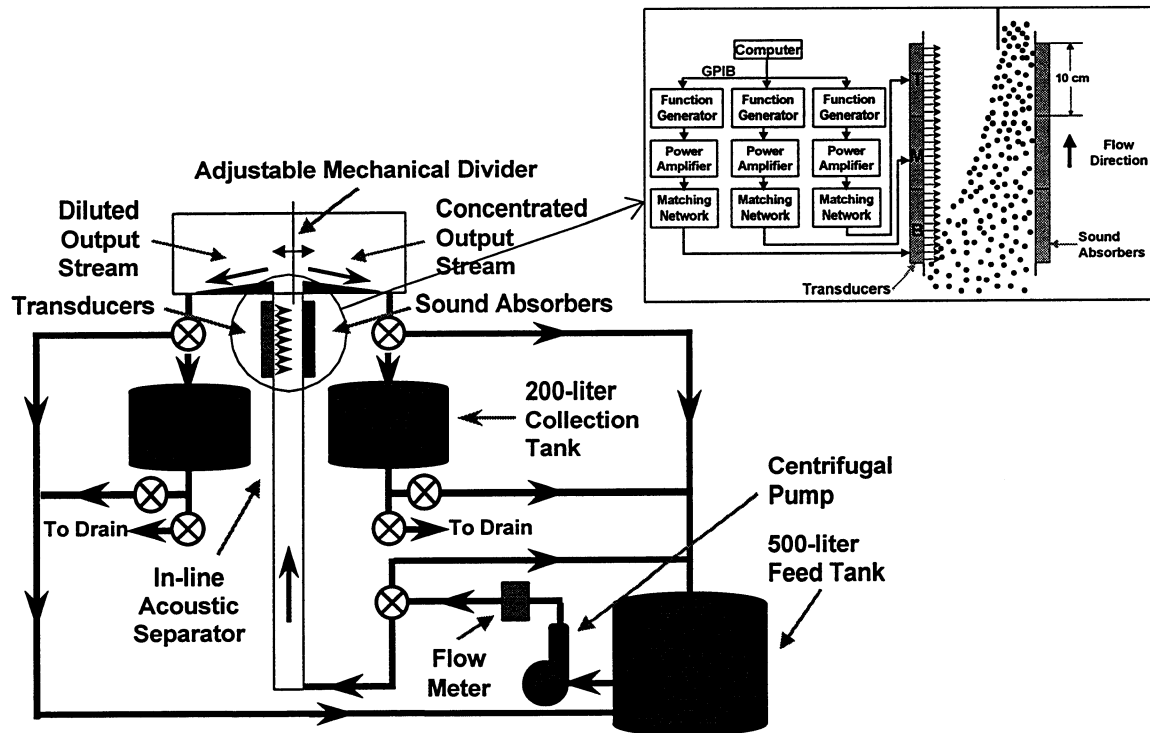 Computer
GPIB
Function
Generator
Function
Generator
Function
Generator
Power
Amplifier
Power
Amplifier
Power
Amplifier
Matching
Network
Matching
Network
Matching
Network
T
M
B
10 cm
Flow
Direction
Sound
Absorbers
Transducers
Adjustable Mechanical Divider
Diluted
Output
Stream
Concentrated
Output
Stream
Transducers
Sound Absorbers
200-liter
Collection
Tank
Centrifugal
Pump
To Drain
To Drain
500-liter
Feed Tank
In-line
Acoustic
Separator
Flow
Meter